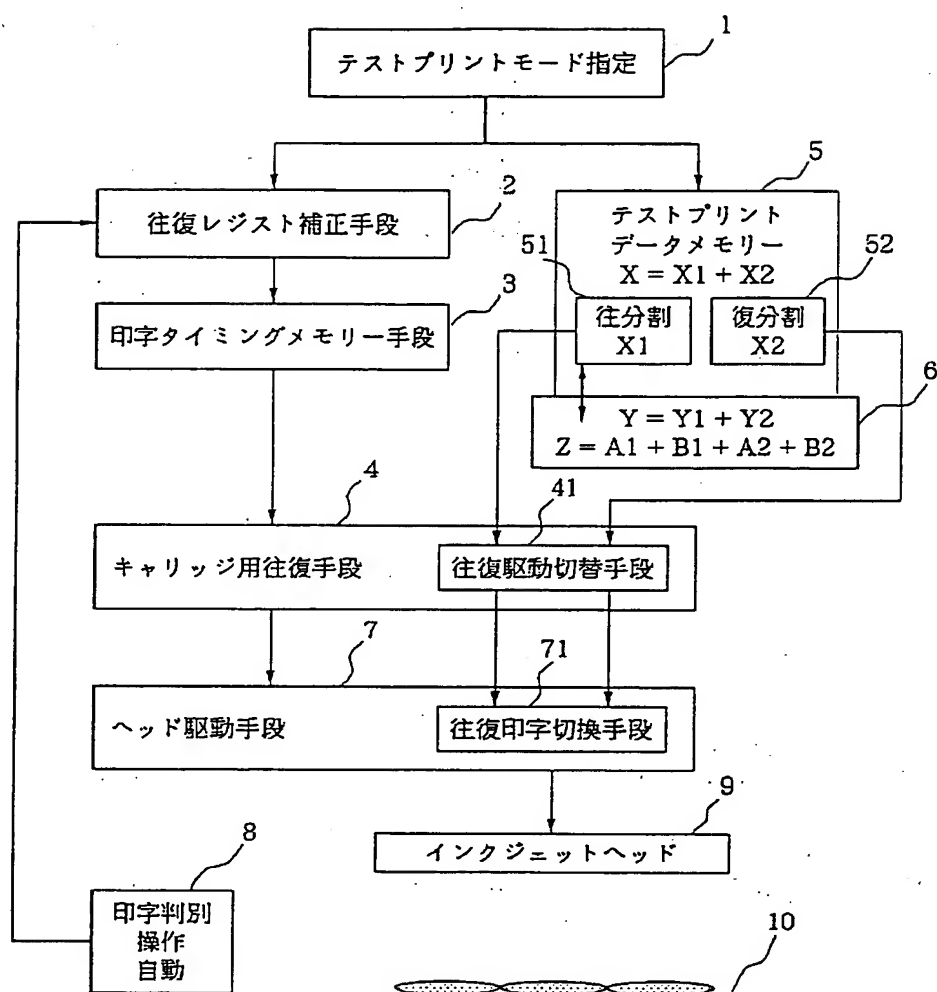 1
テストプリントモード指定
2
往復レジスト補正手段
5
テストプリント
データメモリー
X = X1 + X2
51
往分割
X1
52
復分割
X2
3
印字タイミングメモリー手段
6
Y = Y1 + Y2
Z = A1 + B1 + A2 + B2
4
キャリッジ用往復手段
41
往復駆動切替手段
7
ヘッド駆動手段
71
往復印字切換手段
9
インクジェットヘッド
8
印字判別
操作
自動
10